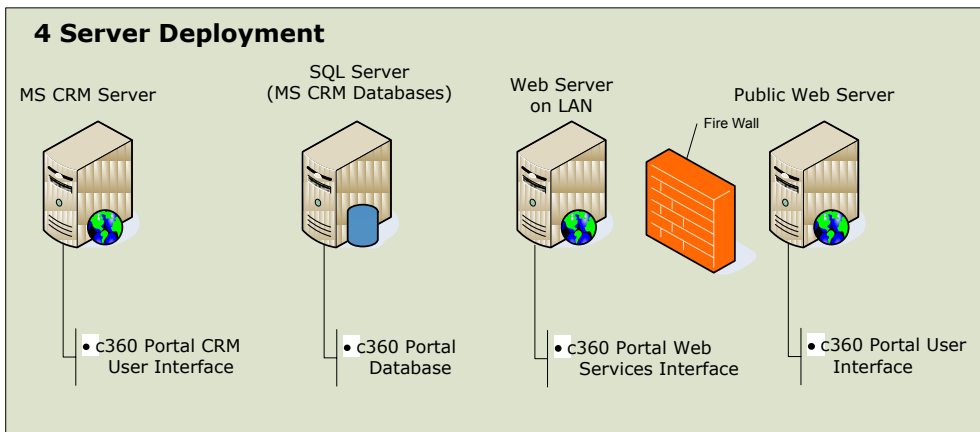 4 Server Deployment
MS CRM Server
SQL Server
(MS CRM Databases)
Web Server
on LAN
Public Web Server
Fire Wall
• c360 Portal CRM
User Interface
• c360 Portal
Database
• c360 Portal Web
Services Interface
• c360 Portal User
Interface